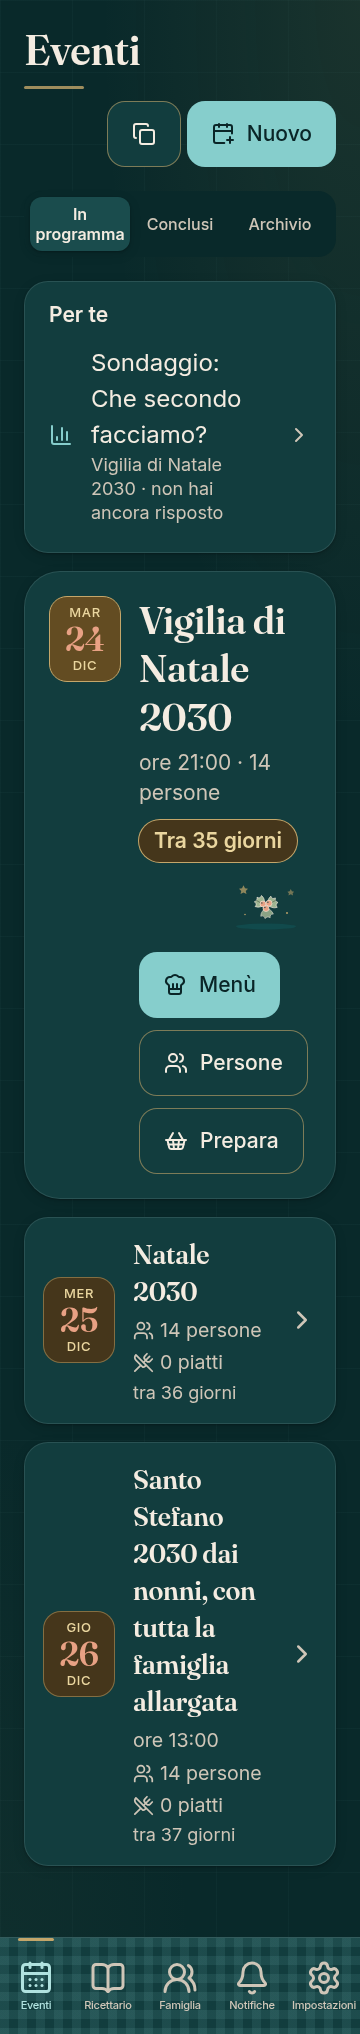 Eventi
Nuovo
In
programma
Conclusi
Archivio
Per te
Sondaggio:
Che secondo
facciamo?
Vigilia di Natale
2030 · non hai
ancora risposto
MAR
24
DIC
Vigilia di
Natale
2030
ore 21:00 · 14
persone
Tra 35 giorni
Menù
Persone
Prepara
MER
25
DIC
Natale
2030
14 persone
0 piatti
tra 36 giorni
GIO
26
DIC
Santo
Stefano
2030 dai
nonni, con
tutta la
famiglia
allargata
ore 13:00
14 persone
0 piatti
tra 37 giorni
Eventi
Ricettario
Famiglia
Notifiche
Impostazioni